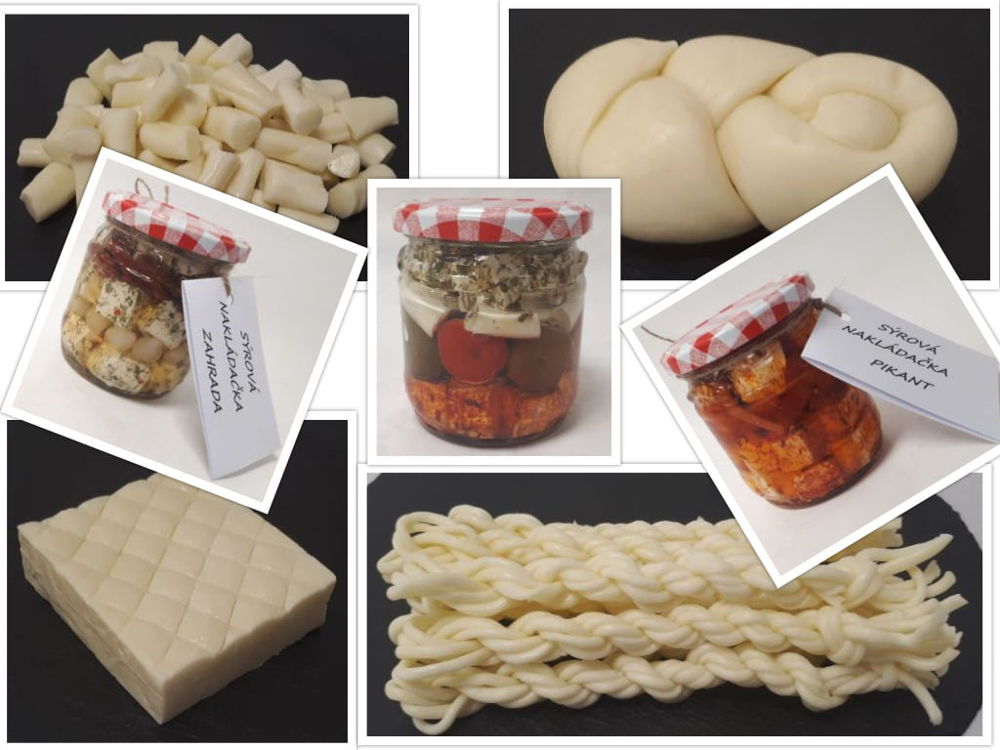 SÝROVÁ
NAKLÁDAČKA
ZAHRADA
SÝROVÁ
NAKLÁDAČKA
PIKANT